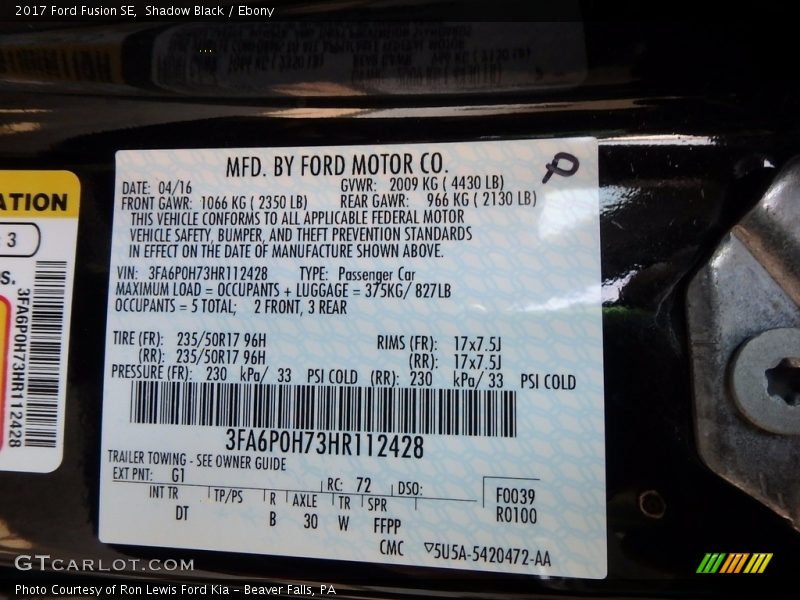 2017 Ford Fusion SE, Shadow Black / Ebony
MFD. BY FORD MOTOR CO.
DATE: 04/16 GVWR: 2009 KG ( 4430 LB)
FRONT GAWR: 1066 KG ( 2350 LB) REAR GAWR: 966 KG ( 2130 LB)
THIS VEHICLE CONFORMS TO ALL APPLICABLE FEDERAL MOTOR
VEHICLE SAFETY, BUMPER, AND THEFT PREVENTION STANDARDS
IN EFFECT ON THE DATE OF MANUFACTURE SHOWN ABOVE.
VIN: 3FA6P0H73HR112428 TYPE: Passenger Car
MAXIMUM LOAD = OCCUPANTS + LUGGAGE = 375KG/ 827LB
OCCUPANTS = 5 TOTAL; 2 FRONT, 3 REAR
TIRE (FR): 235/50R17 96H RIMS (FR): 17x7.5J
(RR): 235/50R17 96H (RR): 17x7.5J
PRESSURE (FR): 230 kPa/ 33 PSI COLD (RR): 230 kPa/ 33 PSI COLD
3FA6P0H73HR112428
TRAILER TOWING - SEE OWNER GUIDE
EXT PNT: G1 RC: 72 DSO:
INT TR TP/PS R AXLE TR SPR F0039
DT B 30 W FFPP R0100
CMC 5U5A-5420472-AA
ATION
3
S.
3FA6P0H73HR112428
GTCARLOT.COM
Photo Courtesy of Ron Lewis Ford Kia - Beaver Falls, PA